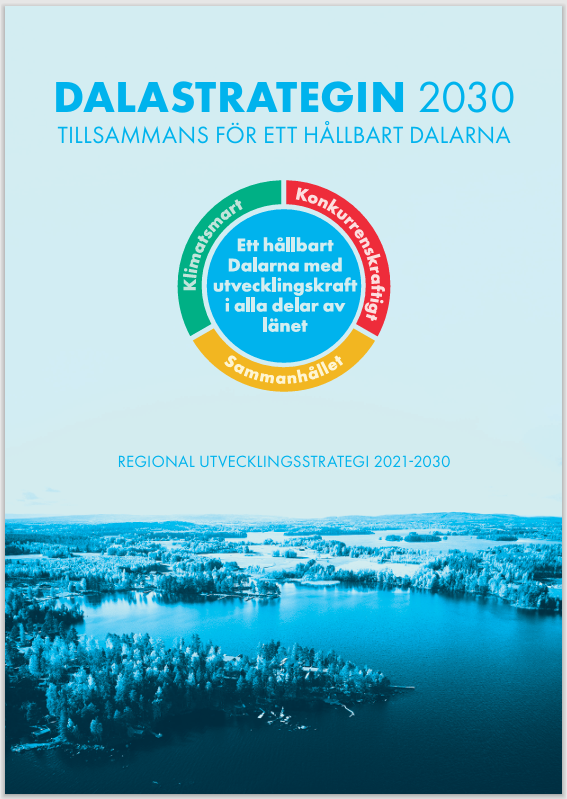 DALASTRATEGIN 2030
TILLSAMMANS FÖR ETT HÅLLBART DALARNA
Klimatsmart
Konkurrenskraftigt
Ett hållbart
Dalarna med
utvecklingskraft
i alla delar av
länet
Sammanhållet
REGIONAL UTVECKLINGSSTRATEGI 2021-2030